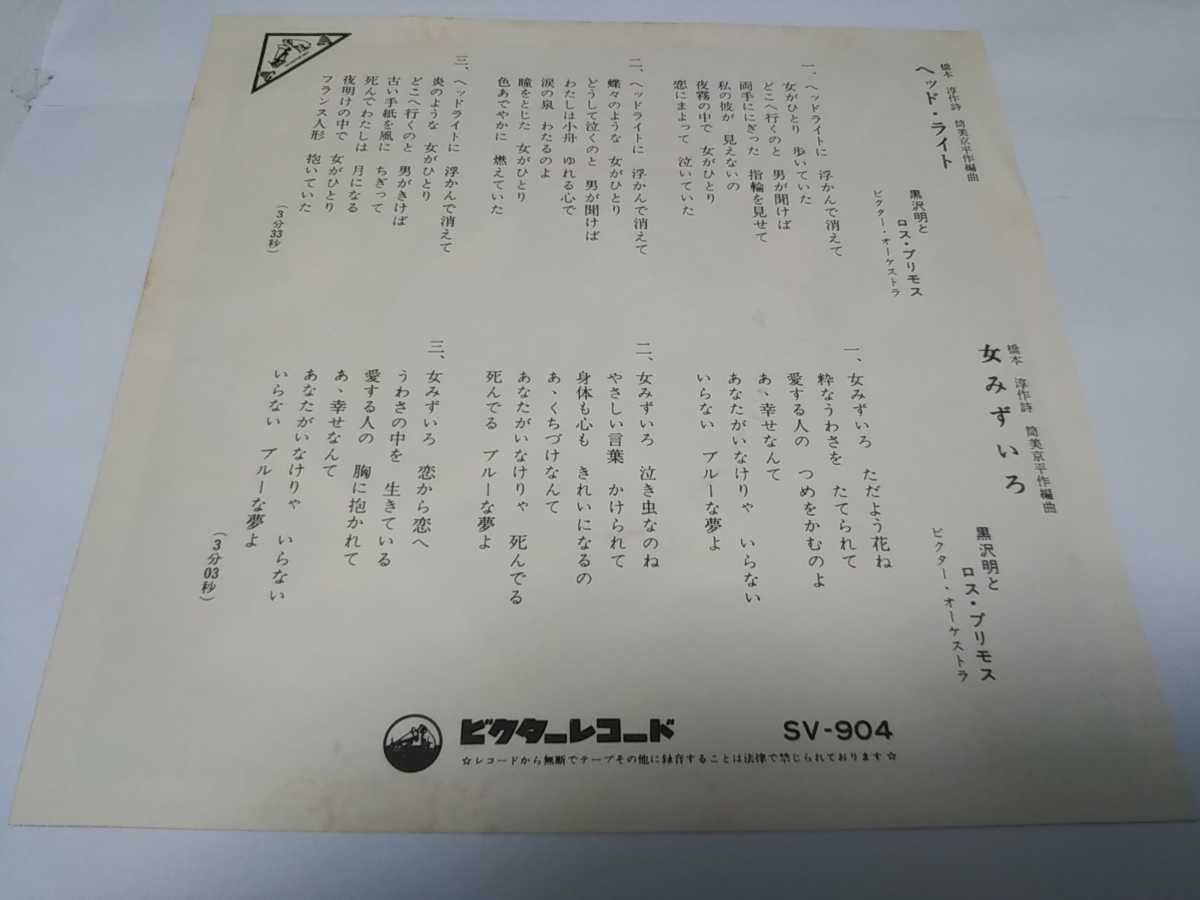 ヘッド・ライト
橋本 淳作詩 筒美京平作編曲
黒沢明と
ロス・プリモス
ビクター・オーケストラ
一、ヘッドライトに 浮かんで消えて
女がひとり 歩いていた
どこへ行くのと 男が聞けば
両手ににぎった 指輪を見せて
私の彼が 見えないの
夜霧の中で 女がひとり
恋にまよって 泣いていた
二、ヘッドライトに 浮かんで消えて
蝶々のような 女がひとり
どうして泣くのと 男が聞けば
わたしは小舟 ゆれる心で
涙の泉 わたるのよ
瞳をとじた 女がひとり
色あでやかに 燃えていた
三、ヘッドライトに 浮かんで消えて
炎のような 女がひとり
どこへ行くのと 男がきけば
古い手紙を風に ちぎって
死んでわたしは 月になる
夜明けの中で 女がひとり
フランス人形 抱いていた
(3分33秒)
女みずいろ
橋本 淳作詩 筒美京平作編曲
黒沢明と
ロス・プリモス
ビクター・オーケストラ
一、女みずいろ ただよう花ね
粋なうわさを たてられて
愛する人の つめをかむのよ
あゝ幸せなんて
あなたがいなけりゃ いらない
いらない ブルーな夢よ
二、女みずいろ 泣き虫なのね
やさしい言葉 かけられて
身体も心も きれいになるの
あゝくちづけなんて
あなたがいなけりゃ 死んでる
死んでる ブルーな夢よ
三、女みずいろ 恋から恋へ
うわさの中を 生きている
愛する人の 胸に抱かれて
あゝ幸せなんて
あなたがいなけりゃ いらない
いらない ブルーな夢よ
(3分03秒)
ビクターレコード SV-904
☆レコードから無断でテープその他に録音することは法律で禁じられております☆